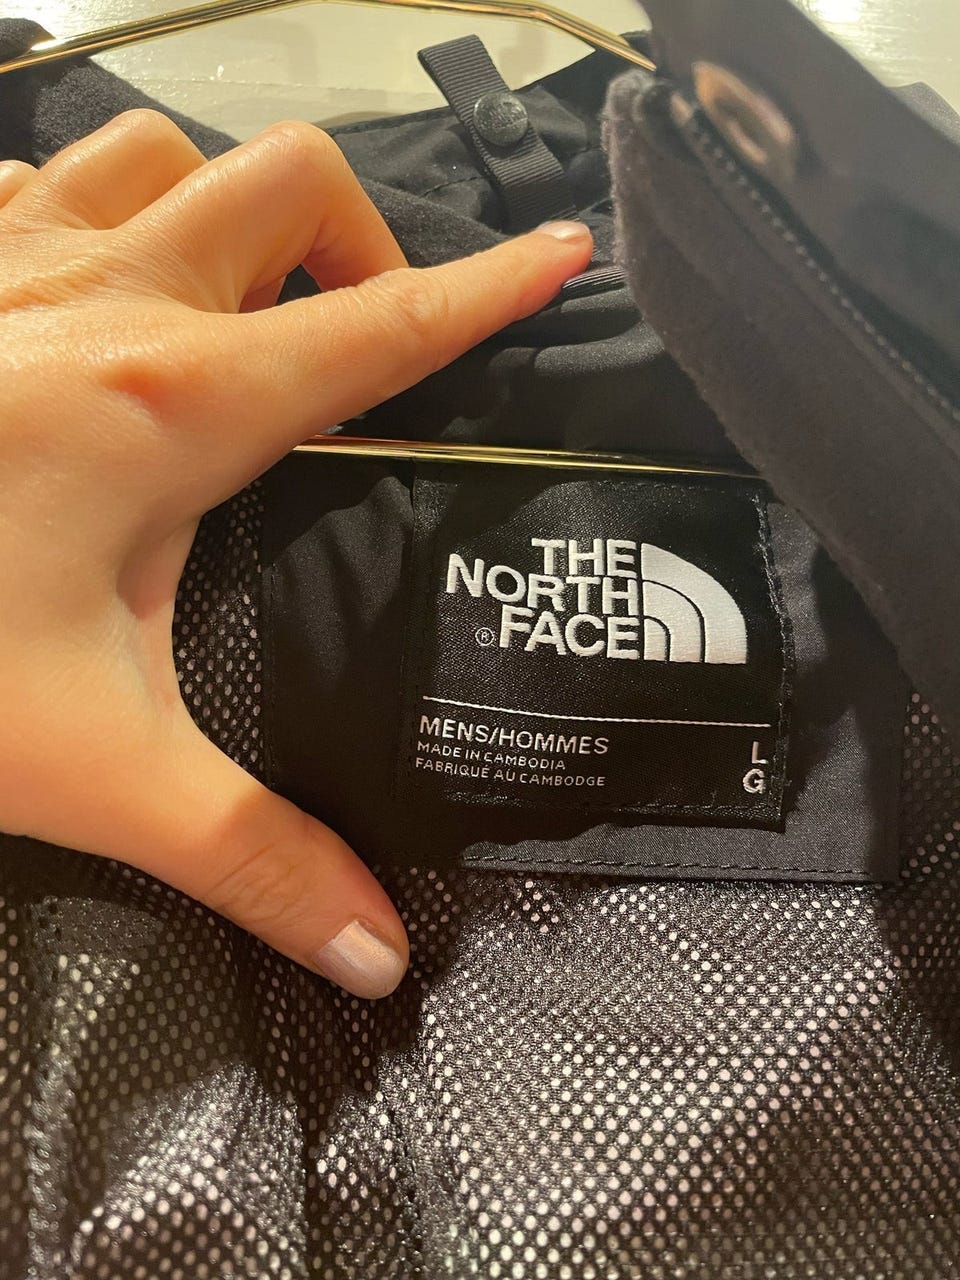 THE
NORTH
® FACE
MENS/HOMMES
MADE IN CAMBODIA
FABRIQUÉ AU CAMBODGE
L
G